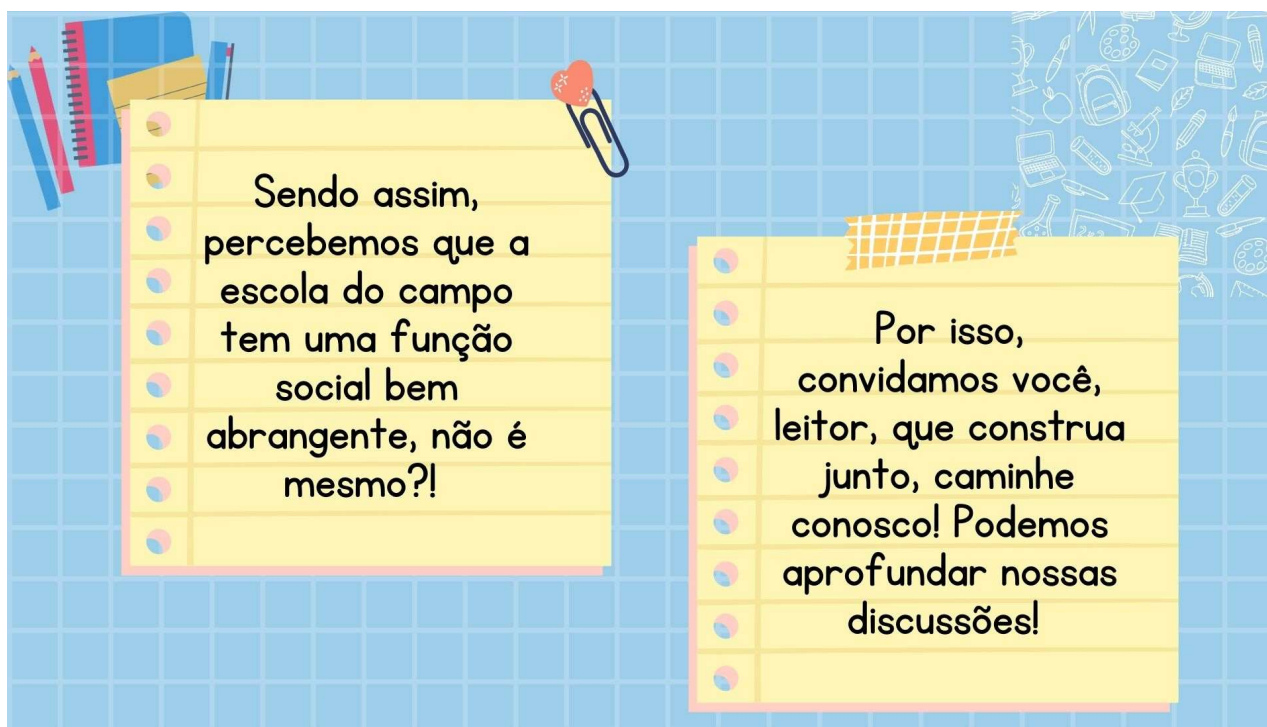 Sendo assim,
percebemos que a
escola do campo
tem uma função
social bem
abrangente, não é
mesmo?!
Por isso,
convidamos você,
leitor, que construa
junto, caminhe
conosco! Podemos
aprofundar nossas
discussões!